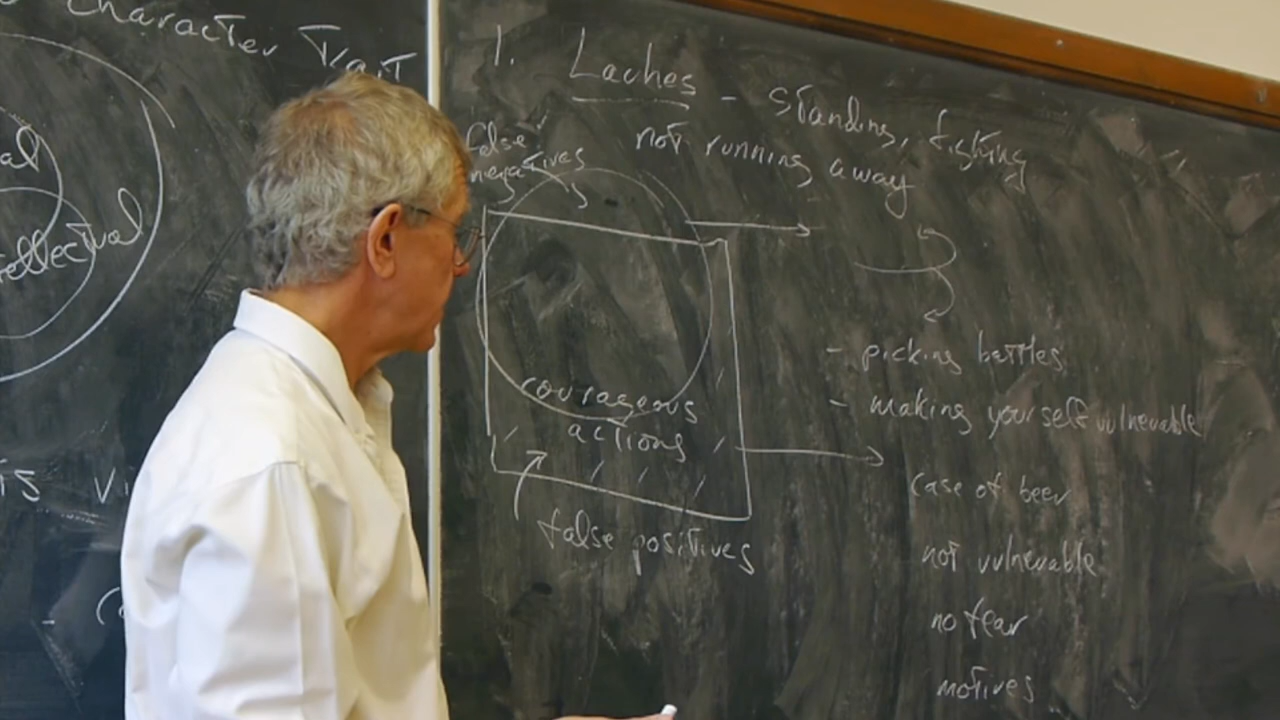 character Trait
ellectual
1. Laches - standing, fighting
not running away
false
negatives
- picking battles
- making yourself vulnerable
courageous
actions
false positives
case of beer
not vulnerable
no fear
motives